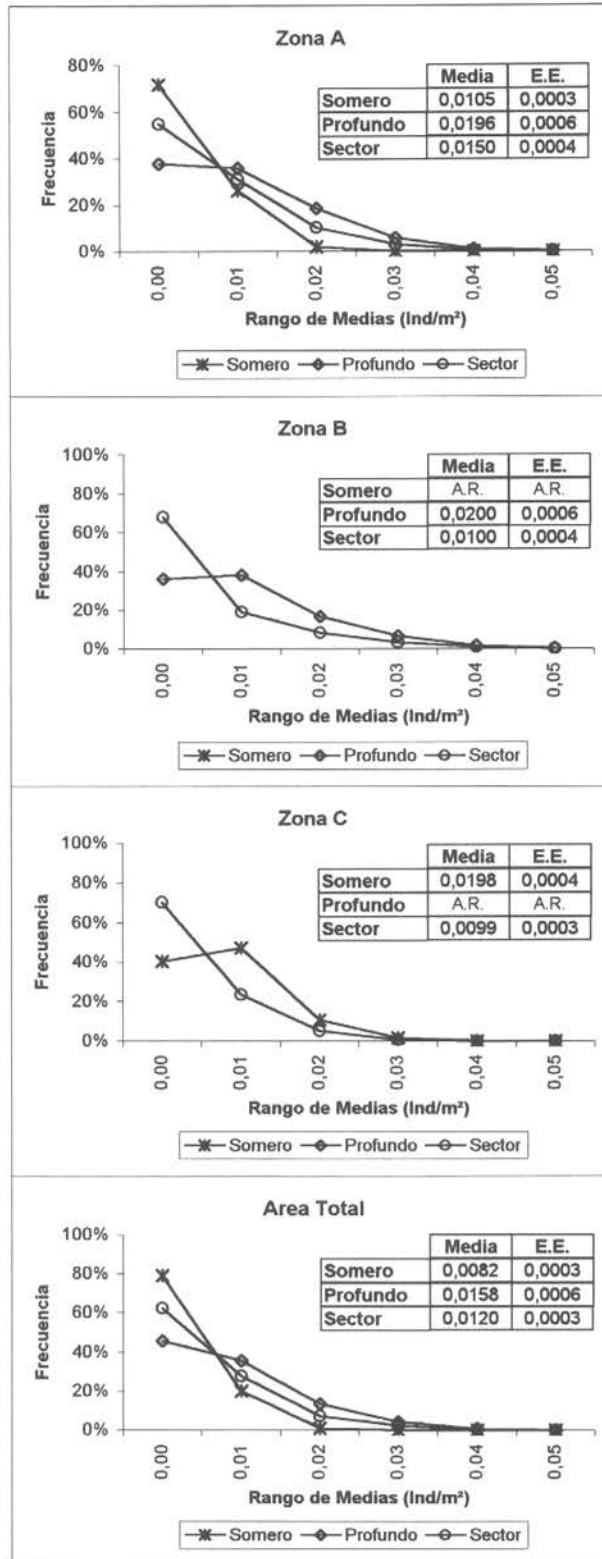 Zona A
Media E.E.
Somero 0,0105 0,0003
Profundo 0,0196 0,0006
Sector 0,0150 0,0004
Frecuencia
80%
60%
40%
20%
0%
0,00 0,01 0,02 0,03 0,04 0,05
Rango de Medias (Ind/m²)
Somero Profundo Sector
Zona B
Media E.E.
Somero A.R. A.R.
Profundo 0,0200 0,0006
Sector 0,0100 0,0004
Frecuencia
100%
80%
60%
40%
20%
0%
0,00 0,01 0,02 0,03 0,04 0,05
Rango de Medias (Ind/m²)
Somero Profundo Sector
Zona C
Media E.E.
Somero 0,0198 0,0004
Profundo A.R. A.R.
Sector 0,0099 0,0003
Frecuencia
100%
80%
60%
40%
20%
0%
0,00 0,01 0,02 0,03 0,04 0,05
Rango de Medias (Ind/m²)
Somero Profundo Sector
Area Total
Media E.E.
Somero 0,0082 0,0003
Profundo 0,0158 0,0006
Sector 0,0120 0,0003
Frecuencia
100%
80%
60%
40%
20%
0%
0,00 0,01 0,02 0,03 0,04 0,05
Rango de Medias (Ind/m²)
Somero Profundo Sector